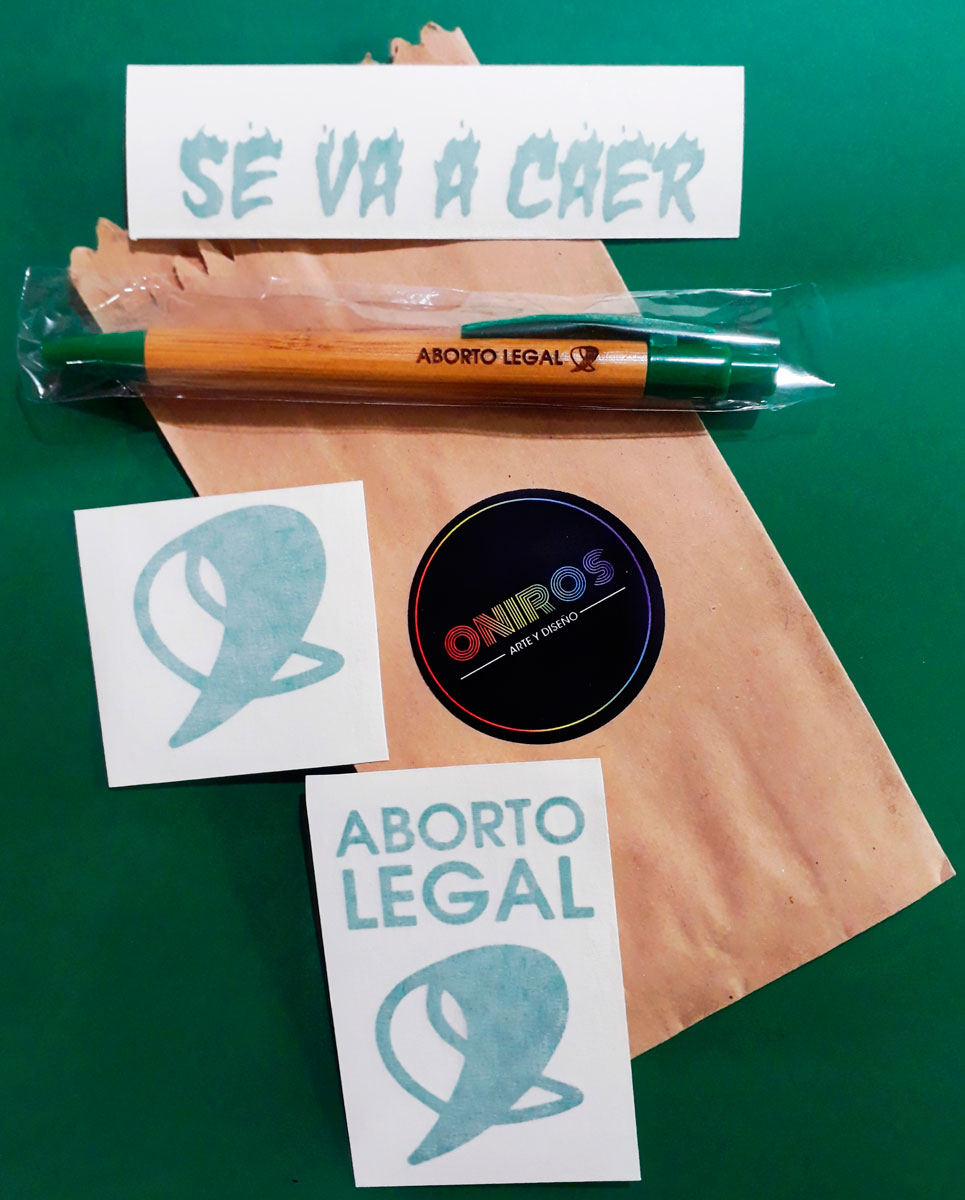 SE VA A CAER
ABORTO LEGAL
ONIROS
ARTE Y DISEÑO
ABORTO
LEGAL